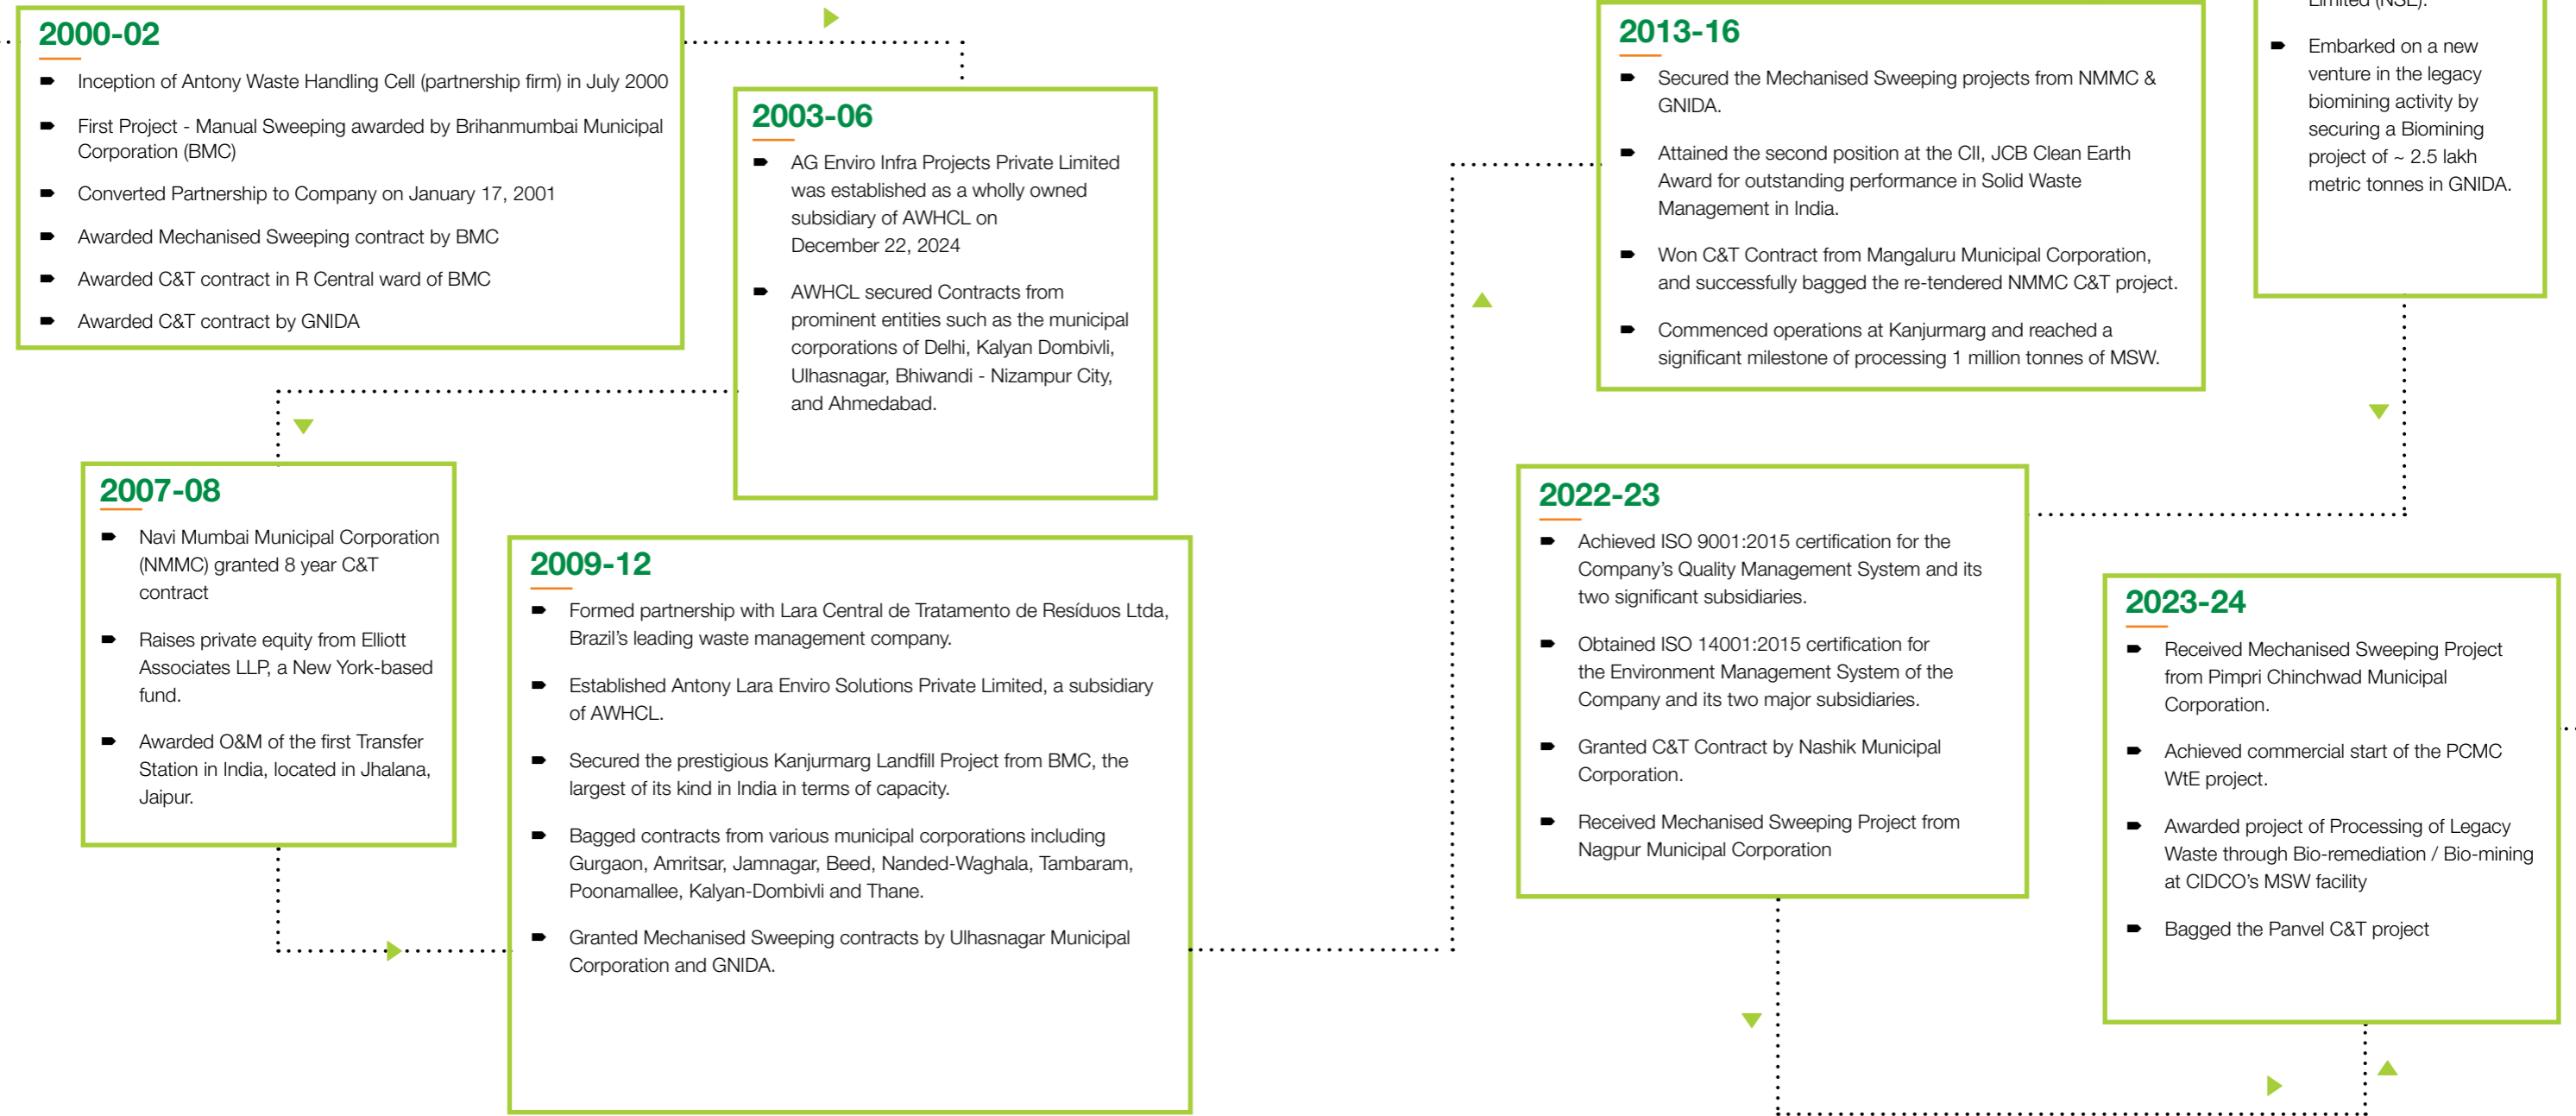 2000-02
Inception of Antony Waste Handling Cell (partnership firm) in July 2000
First Project - Manual Sweeping awarded by Brihanmumbai Municipal
Corporation (BMC)
Converted Partnership to Company on January 17, 2001
Awarded Mechanised Sweeping contract by BMC
Awarded C&T contract in R Central ward of BMC
Awarded C&T contract by GNIDA
2003-06
AG Enviro Infra Projects Private Limited
was established as a wholly owned
subsidiary of AWHCL on
December 22, 2024
AWHCL secured Contracts from
prominent entities such as the municipal
corporations of Delhi, Kalyan Dombivli,
Ulhasnagar, Bhiwandi - Nizampur City,
and Ahmedabad.
2007-08
Navi Mumbai Municipal Corporation
(NMMC) granted 8 year C&T
contract
Raises private equity from Elliott
Associates LLP, a New York-based
fund.
Awarded O&M of the first Transfer
Station in India, located in Jhalana,
Jaipur.
2009-12
Formed partnership with Lara Central de Tratamento de Resíduos Ltda,
Brazil's leading waste management company.
Established Antony Lara Enviro Solutions Private Limited, a subsidiary
of AWHCL.
Secured the prestigious Kanjurmarg Landfill Project from BMC, the
largest of its kind in India in terms of capacity.
Bagged contracts from various municipal corporations including
Gurgaon, Amritsar, Jamnagar, Beed, Nanded-Waghala, Tambaram,
Poonamallee, Kalyan-Dombivli and Thane.
Granted Mechanised Sweeping contracts by Ulhasnagar Municipal
Corporation and GNIDA.
2013-16
Secured the Mechanised Sweeping projects from NMMC &
GNIDA.
Attained the second position at the CII, JCB Clean Earth
Award for outstanding performance in Solid Waste
Management in India.
Won C&T Contract from Mangaluru Municipal Corporation,
and successfully bagged the re-tendered NMMC C&T project.
Commenced operations at Kanjurmarg and reached a
significant milestone of processing 1 million tonnes of MSW.
Limited (NSE).
Embarked on a new
venture in the legacy
biomining activity by
securing a Biomining
project of ~ 2.5 lakh
metric tonnes in GNIDA.
2022-23
Achieved ISO 9001:2015 certification for the
Company's Quality Management System and its
two significant subsidiaries.
Obtained ISO 14001:2015 certification for
the Environment Management System of the
Company and its two major subsidiaries.
Granted C&T Contract by Nashik Municipal
Corporation.
Received Mechanised Sweeping Project from
Nagpur Municipal Corporation
2023-24
Received Mechanised Sweeping Project
from Pimpri Chinchwad Municipal
Corporation.
Achieved commercial start of the PCMC
WtE project.
Awarded project of Processing of Legacy
Waste through Bio-remediation / Bio-mining
at CIDCO's MSW facility
Bagged the Panvel C&T project